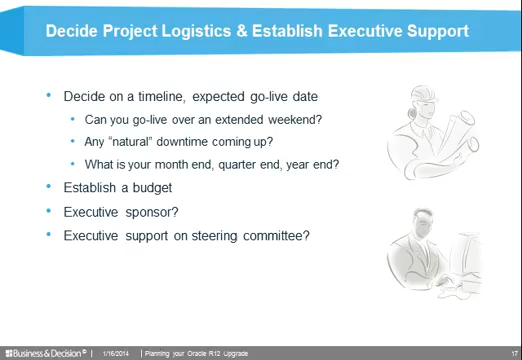 Decide Project Logistics & Establish Executive Support
• Decide on a timeline, expected go-live date
• Can you go-live over an extended weekend?
• Any “natural” downtime coming up?
• What is your month end, quarter end, year end?
• Establish a budget
• Executive sponsor?
• Executive support on steering committee?
Business & Decision © | 1/16/2014 | Planning your Oracle R12 Upgrade 17